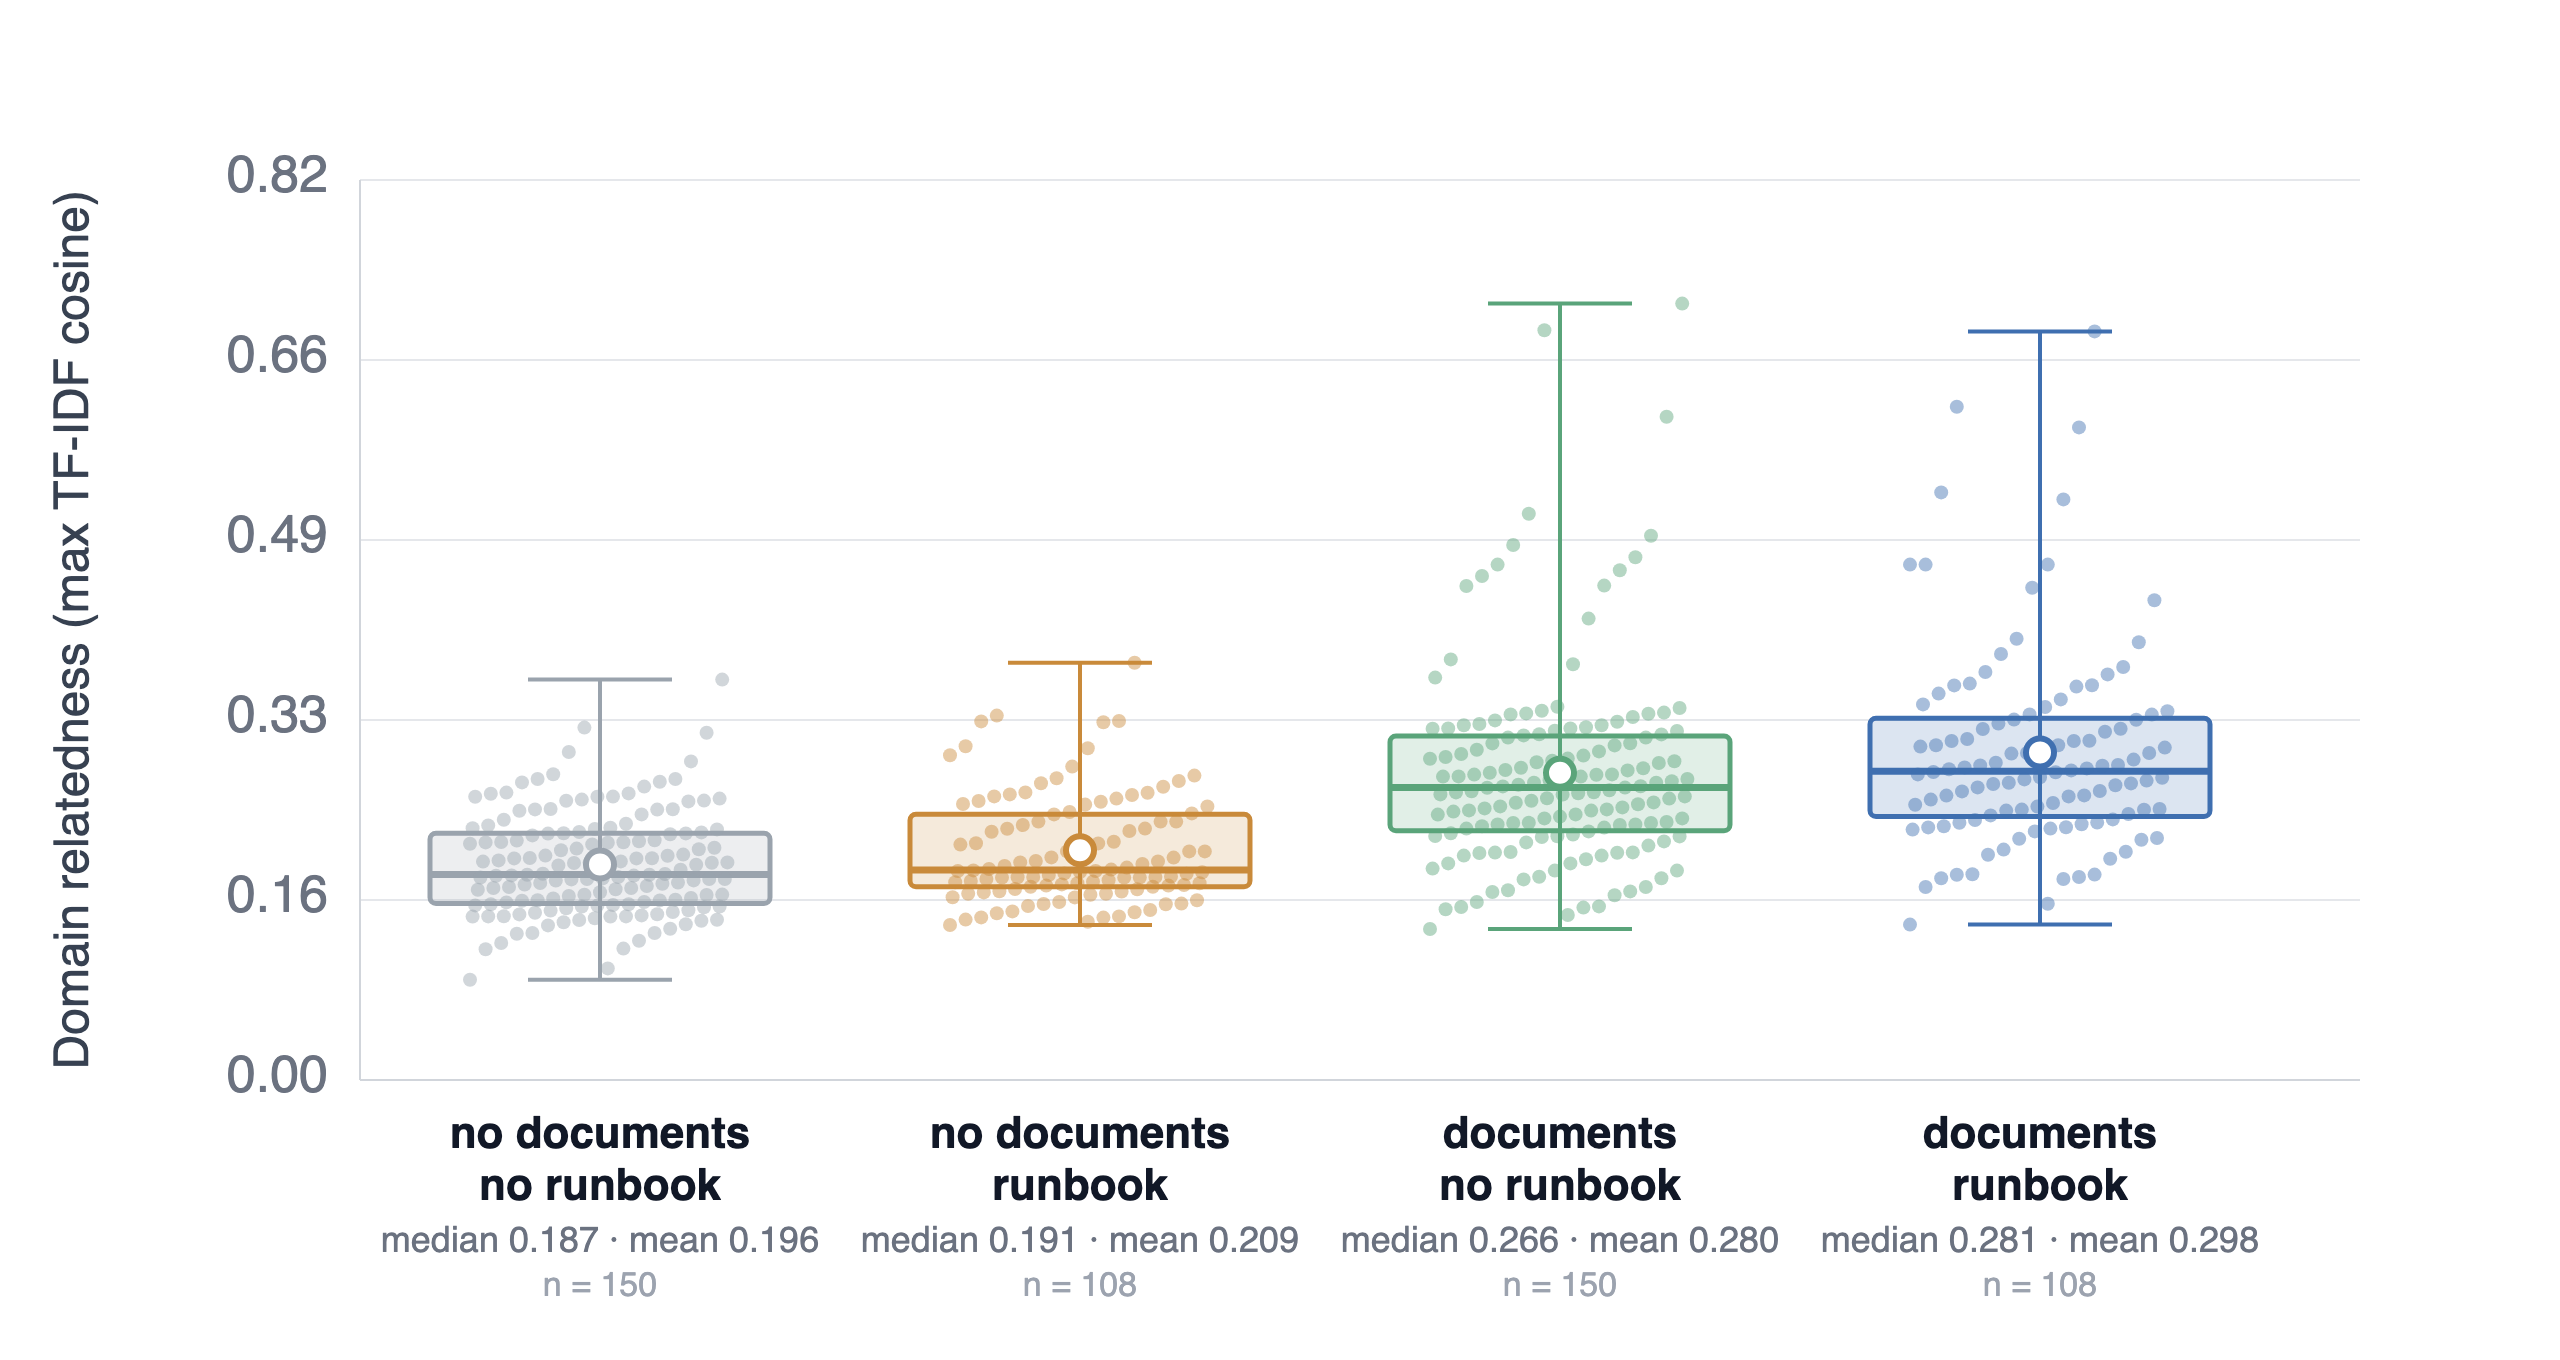 Domain relatedness (max TF-IDF cosine)
0.82
0.66
0.49
0.33
0.16
0.00
no documents
no runbook
median 0.187 · mean 0.196
n = 150
no documents
runbook
median 0.191 · mean 0.209
n = 108
documents
no runbook
median 0.266 · mean 0.280
n = 150
documents
runbook
median 0.281 · mean 0.298
n = 108